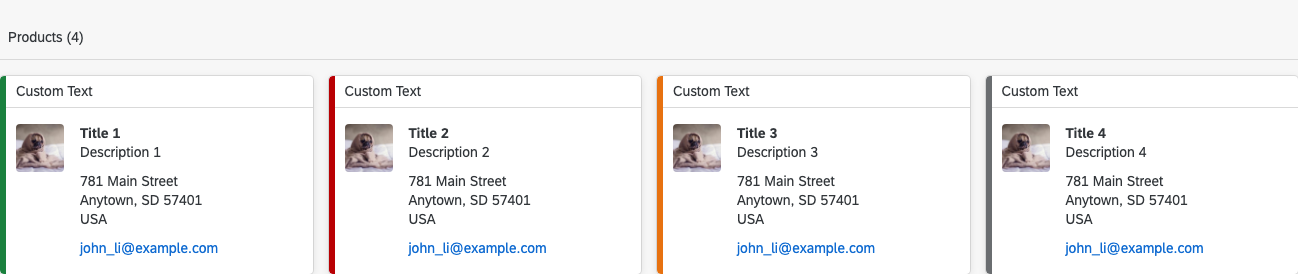 Products (4)
Custom Text
Title 1
Description 1
781 Main Street
Anytown, SD 57401
USA
john_li@example.com
Custom Text
Title 2
Description 2
781 Main Street
Anytown, SD 57401
USA
john_li@example.com
Custom Text
Title 3
Description 3
781 Main Street
Anytown, SD 57401
USA
john_li@example.com
Custom Text
Title 4
Description 4
781 Main Street
Anytown, SD 57401
USA
john_li@example.com